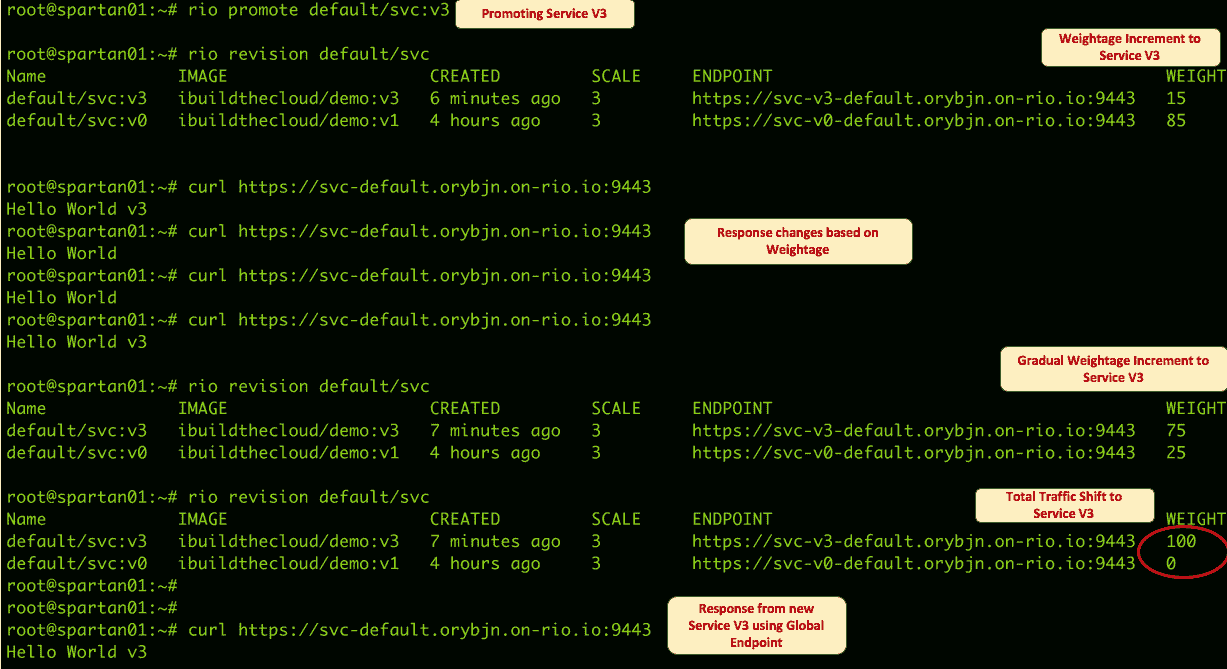 root@spartan01:~# rio promote default/svc:v3
Promoting Service V3
root@spartan01:~# rio revision default/svc
Weightage Increment to
Service V3
Name IMAGE CREATED SCALE ENDPOINT WEIGHT
default/svc:v3 ibuildthecloud/demo:v3 6 minutes ago 3 https://svc-v3-default.orybjn.on-rio.io:9443 15
default/svc:v0 ibuildthecloud/demo:v1 4 hours ago 3 https://svc-v0-default.orybjn.on-rio.io:9443 85
root@spartan01:~# curl https://svc-default.orybjn.on-rio.io:9443
Hello World v3
root@spartan01:~# curl https://svc-default.orybjn.on-rio.io:9443
Response changes based on
Weightage
Hello World
root@spartan01:~# curl https://svc-default.orybjn.on-rio.io:9443
Hello World
root@spartan01:~# curl https://svc-default.orybjn.on-rio.io:9443
Hello World v3
Gradual Weightage Increment to
Service V3
root@spartan01:~# rio revision default/svc
Name IMAGE CREATED SCALE ENDPOINT WEIGHT
default/svc:v3 ibuildthecloud/demo:v3 7 minutes ago 3 https://svc-v3-default.orybjn.on-rio.io:9443 75
default/svc:v0 ibuildthecloud/demo:v1 4 hours ago 3 https://svc-v0-default.orybjn.on-rio.io:9443 25
root@spartan01:~# rio revision default/svc
Total Traffic Shift to
Service V3
Name IMAGE CREATED SCALE ENDPOINT WEIGHT
default/svc:v3 ibuildthecloud/demo:v3 7 minutes ago 3 https://svc-v3-default.orybjn.on-rio.io:9443 100
default/svc:v0 ibuildthecloud/demo:v1 4 hours ago 3 https://svc-v0-default.orybjn.on-rio.io:9443 0
root@spartan01:~#
root@spartan01:~#
root@spartan01:~# curl https://svc-default.orybjn.on-rio.io:9443
Response from new
Service V3 using Global
Endpoint
Hello World v3